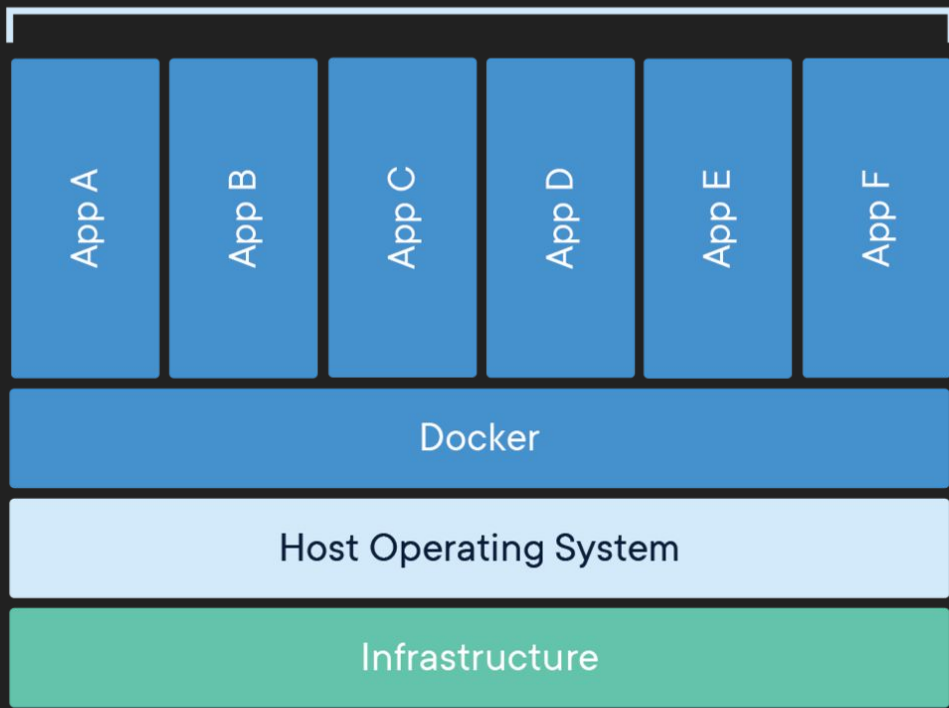 App A
App B
App C
App D
App E
App F
Docker
Host Operating System
Infrastructure